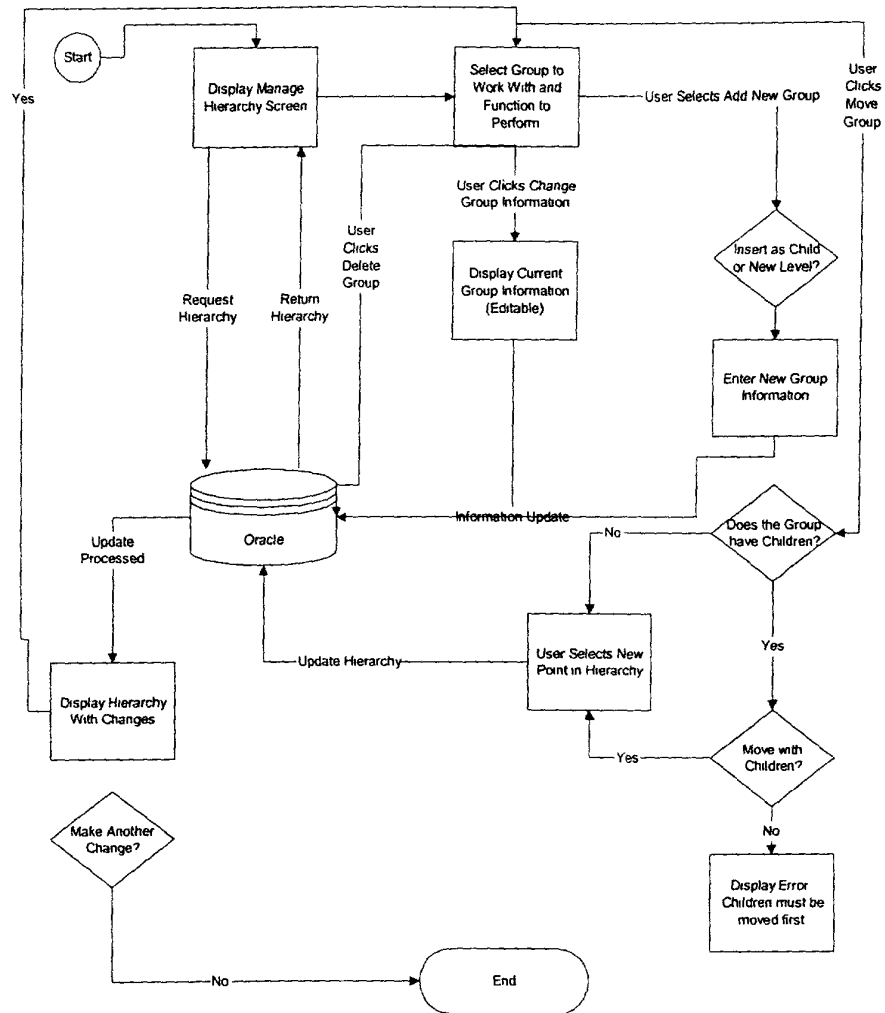 Start
Yes
Display Manage
Hierarchy Screen
Select Group to
Work With and
Function to
Perform
User Selects Add New Group
User
Clicks
Move
Group
User Clicks Change
Group Information
User
Clicks
Delete
Group
Insert as Child
or New Level?
Display Current
Group Information
(Editable)
Request
Hierarchy
Return
Hierarchy
Enter New Group
Information
Oracle
Information Update
Update
Processed
No
Does the Group
have Children?
Update Hierarchy
User Selects New
Point in Hierarchy
Yes
Display Hierarchy
With Changes
Yes
Move with
Children?
Make Another
Change?
No
Display Error
Children must be
moved first
No
End